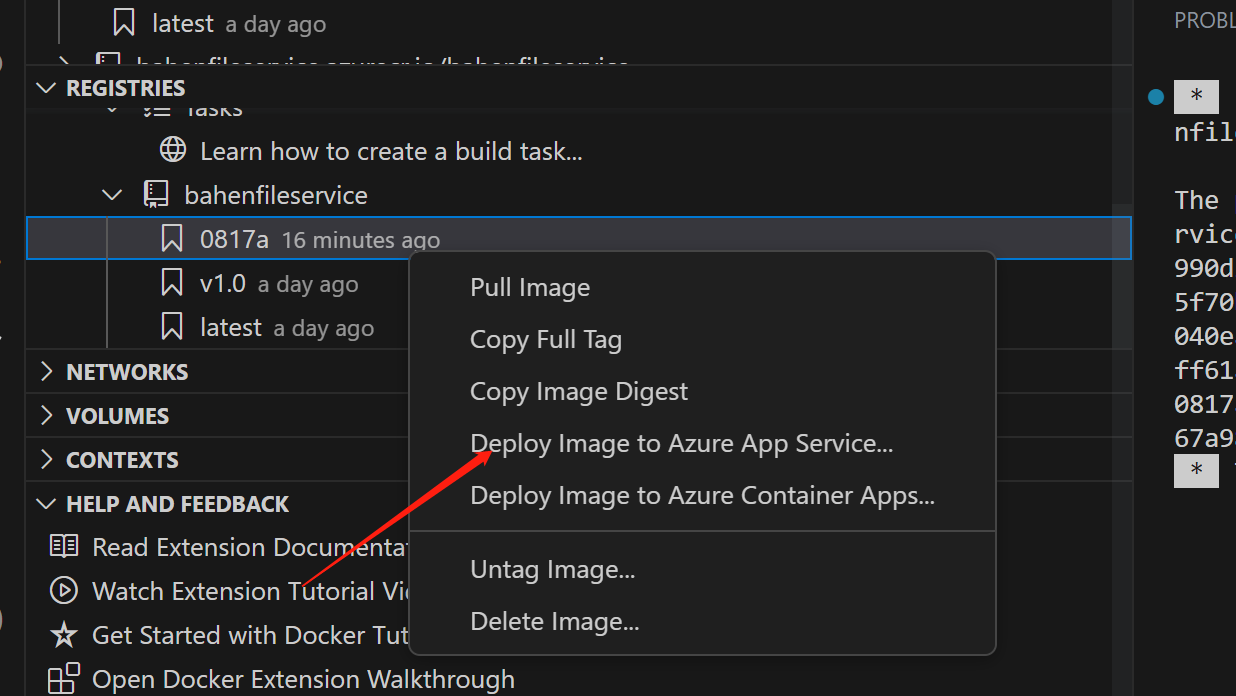 latest a day ago
bahenfileservice.azurecr.io/bahenfileservice
REGISTRIES
Tasks
Learn how to create a build task...
bahenfileservice
0817a 16 minutes ago
v1.0 a day ago
latest a day ago
NETWORKS
VOLUMES
CONTEXTS
HELP AND FEEDBACK
Read Extension Documentat
Watch Extension Tutorial Vi
Get Started with Docker Tut
Open Docker Extension Walkthrough
Pull Image
Copy Full Tag
Copy Image Digest
Deploy Image to Azure App Service...
Deploy Image to Azure Container Apps...
Untag Image...
Delete Image...
PROBL
*
nfil
The
rvic
990d
5f70
040e
ff61
0817
67a9
*